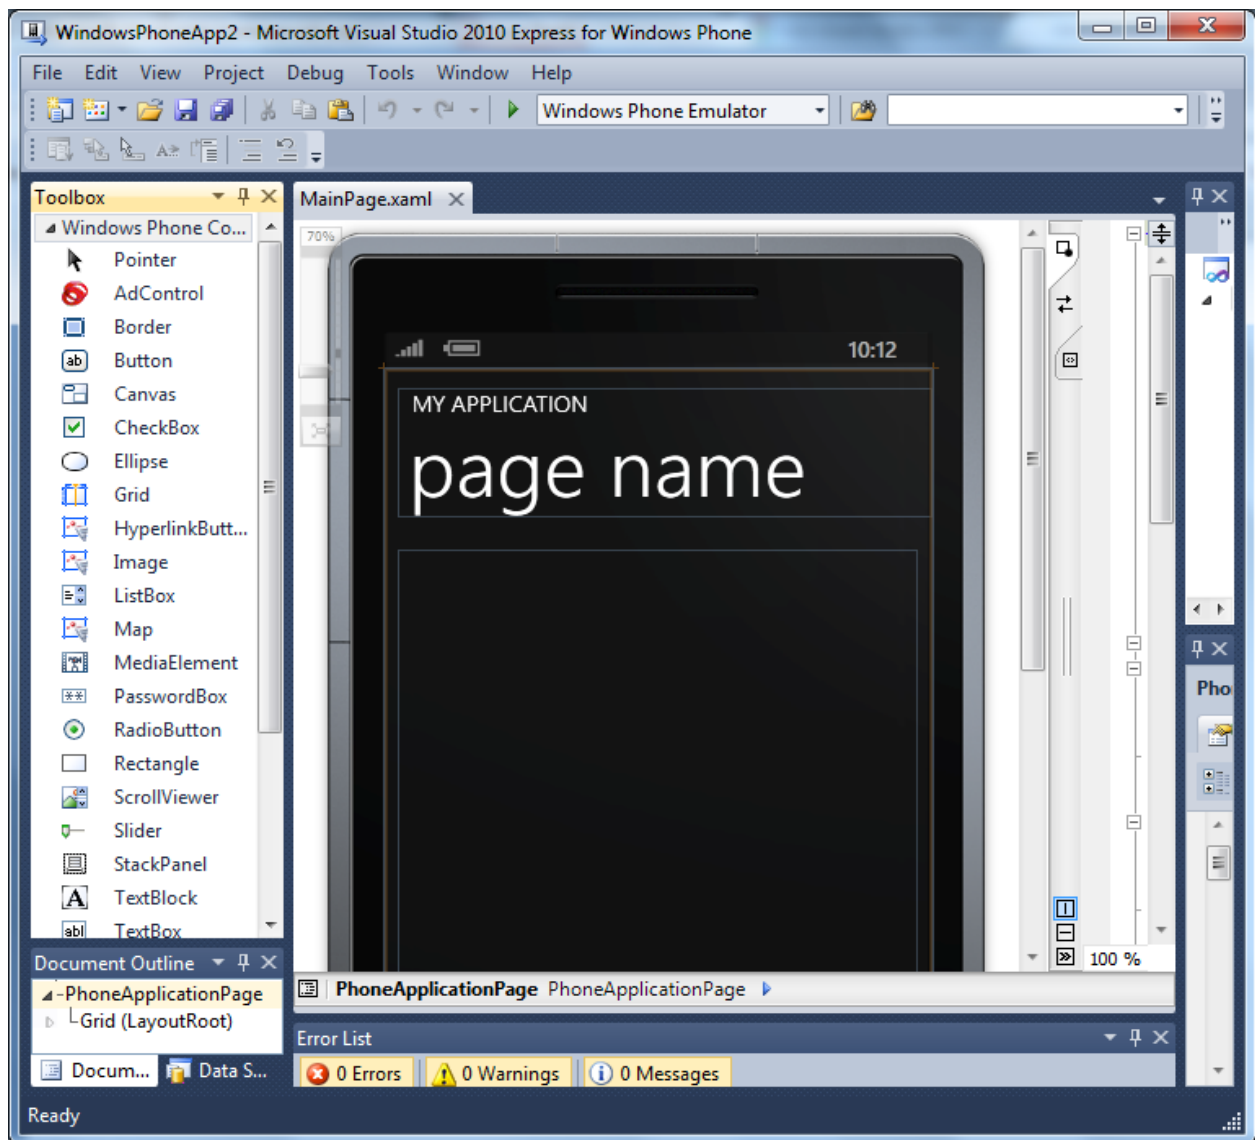 WindowsPhoneApp2 - Microsoft Visual Studio 2010 Express for Windows Phone
File Edit View Project Debug Tools Window Help
Windows Phone Emulator
Toolbox
MainPage.xaml
Windows Phone Co...
70%
Pointer
AdControl
Border
Button
Canvas
CheckBox
Ellipse
Grid
HyperlinkButt...
Image
ListBox
Map
MediaElement
PasswordBox
RadioButton
Rectangle
ScrollViewer
Slider
StackPanel
TextBlock
TextBox
10:12
MY APPLICATION
page name
Pho
100 %
Document Outline
PhoneApplicationPage
Grid (LayoutRoot)
Docum... Data S...
PhoneApplicationPage PhoneApplicationPage
Error List
0 Errors 0 Warnings 0 Messages
Ready